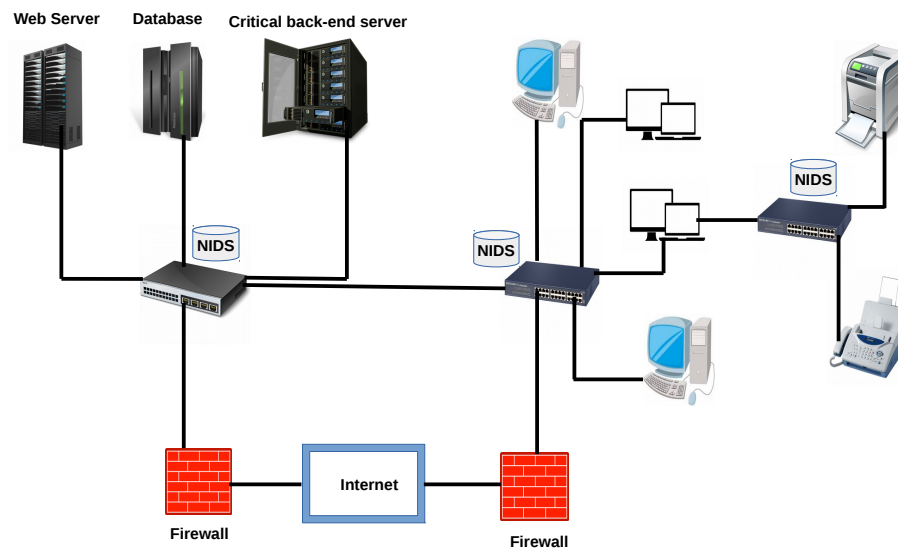 Web Server
Database
Critical back-end server
NIDS
NIDS
NIDS
Internet
Firewall
Firewall